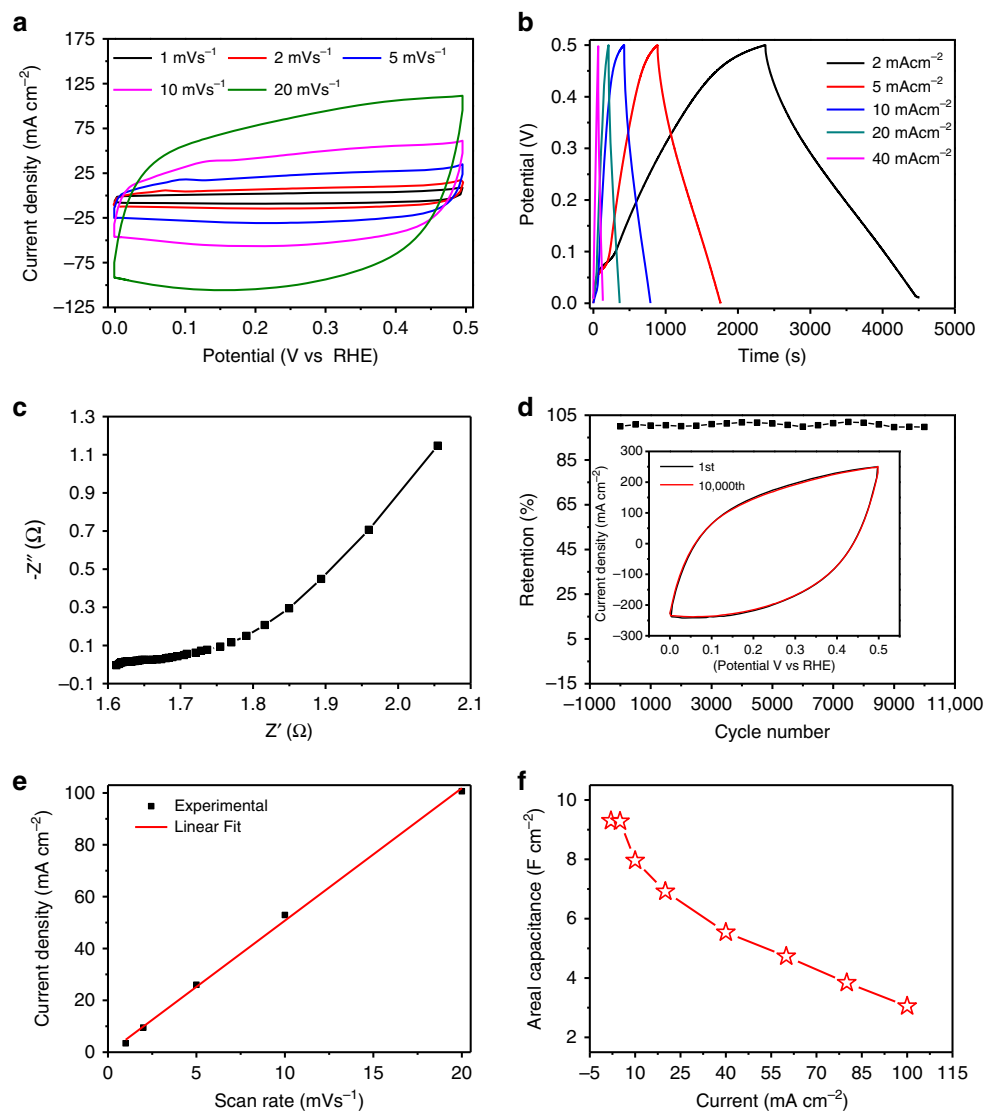 a
175
125
75
25
−25
−75
−125
Current density (mA cm⁻²)
1 mVs⁻¹ 2 mVs⁻¹ 5 mVs⁻¹
10 mVs⁻¹ 20 mVs⁻¹
0.0 0.1 0.2 0.3 0.4 0.5
Potential (V vs RHE)
b
0.5
0.4
0.3
0.2
0.1
0.0
Potential (V)
2 mAcm⁻²
5 mAcm⁻²
10 mAcm⁻²
20 mAcm⁻²
40 mAcm⁻²
0 1000 2000 3000 4000 5000
Time (s)
c
1.3
1.1
0.9
0.7
0.5
0.3
0.1
−0.1
-Z″ (Ω)
1.6 1.7 1.8 1.9 2.0 2.1
Z′ (Ω)
d
105
85
65
45
25
5
−15
Retention (%)
300
200
100
0
−100
−200
−300
Current density (mA cm⁻²)
1st
10,000th
0.0 0.1 0.2 0.3 0.4 0.5
(Potential V vs RHE)
−1000 1000 3000 5000 7000 9000 11,000
Cycle number
e
100
80
60
40
20
0
Current density (mA cm⁻²)
Experimental
Linear Fit
0 5 10 15 20
Scan rate (mVs⁻¹)
f
10
8
6
4
2
Areal capacitance (F cm⁻²)
−5 10 25 40 55 70 85 100 115
Current (mA cm⁻²)